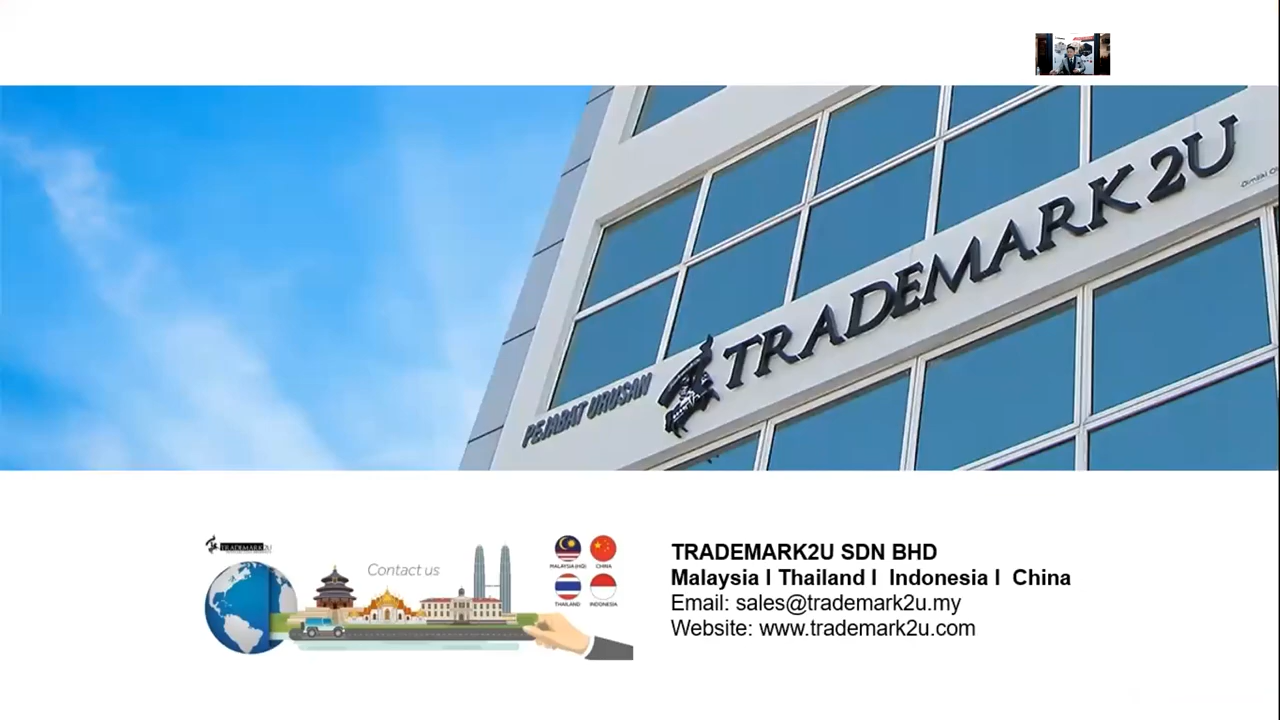 TRADEMARK2U
PEJABAT URUSAN
TRADEMARK2U
Contact us
MALAYSIA (HQ)
CHINA
THAILAND
INDONESIA
TRADEMARK2U SDN BHD
Malaysia I Thailand I Indonesia I China
Email: sales@trademark2u.my
Website: www.trademark2u.com